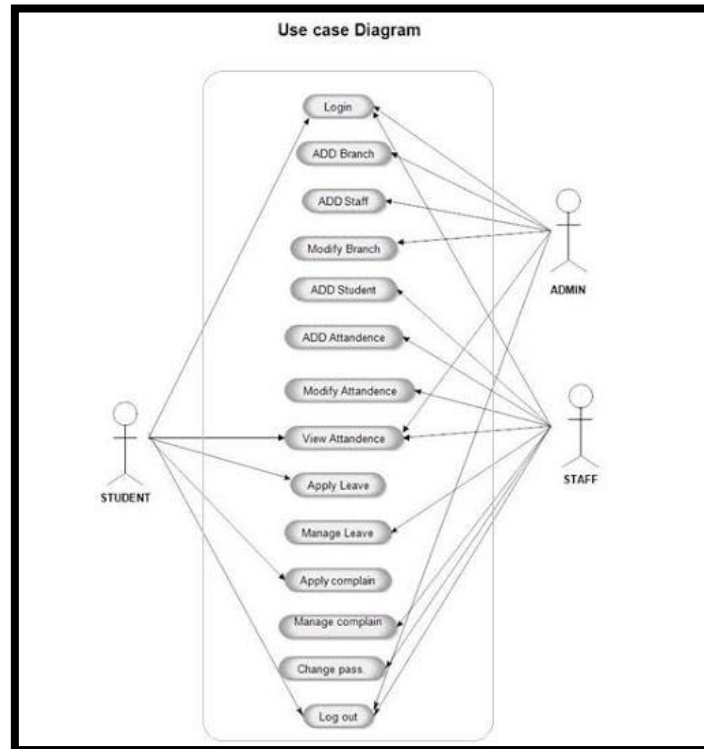 Use case Diagram
Login
ADD Branch
ADD Staff
Modify Branch
ADMIN
ADD Student
ADD Attandence
Modify Attandence
View Attandence
STUDENT
STAFF
Apply Leave
Manage Leave
Apply complain
Manage complain
Change pass.
Log out